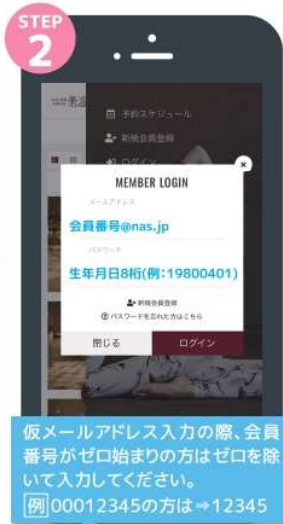 STEP
2
予約スケジュール
新規会員登録
ログイン
MEMBER LOGIN
メールアドレス
会員番号@nas.jp
パスワード
生年月日8桁(例:19800401)
新規会員登録
パスワードを忘れた方はこちら
閉じる
ログイン
仮メールアドレス入力の際、会員
番号がゼロ始まりの方はゼロを除
いて入力してください。
例 00012345の方は⇒12345